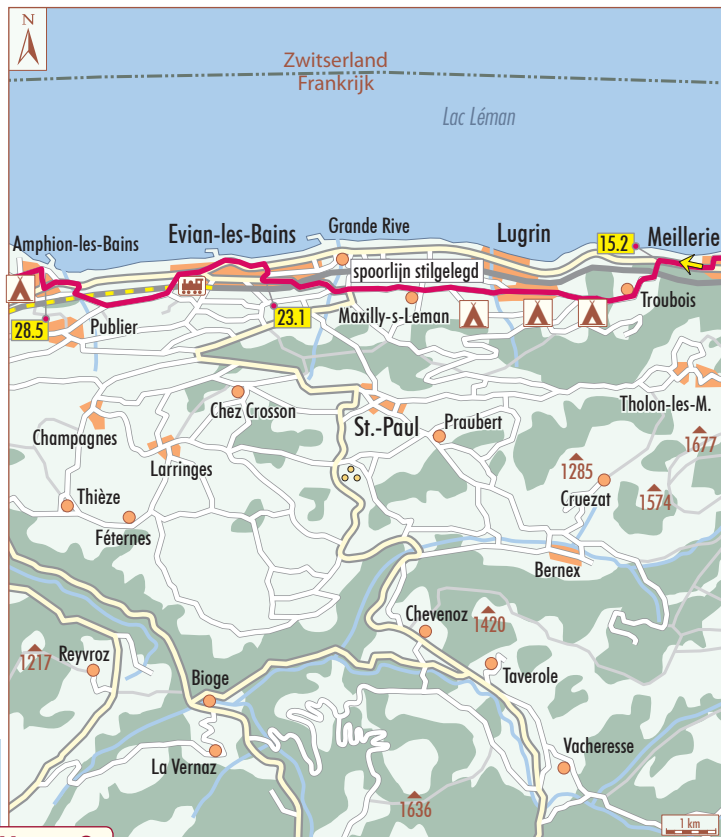 N
Zwitserland
Frankrijk
Lac Léman
Amphion-les-Bains
Evian-les-Bains
Grande Rive
Lugrin
15.2
Meillerie
spoorlijn stilgelegd
Troubois
28.5
Publier
23.1
Maxilly-s-Leman
Chez Crosson
St.-Paul
Praubert
Tholon-les-M.
Champagnes
Larringes
1285
1677
Cruezat
1574
Thièze
Féternes
Bernex
Chevenoz
1420
1217
Reyvroz
Bioge
Taverole
La Vernaz
Vacheresse
1636
1 km